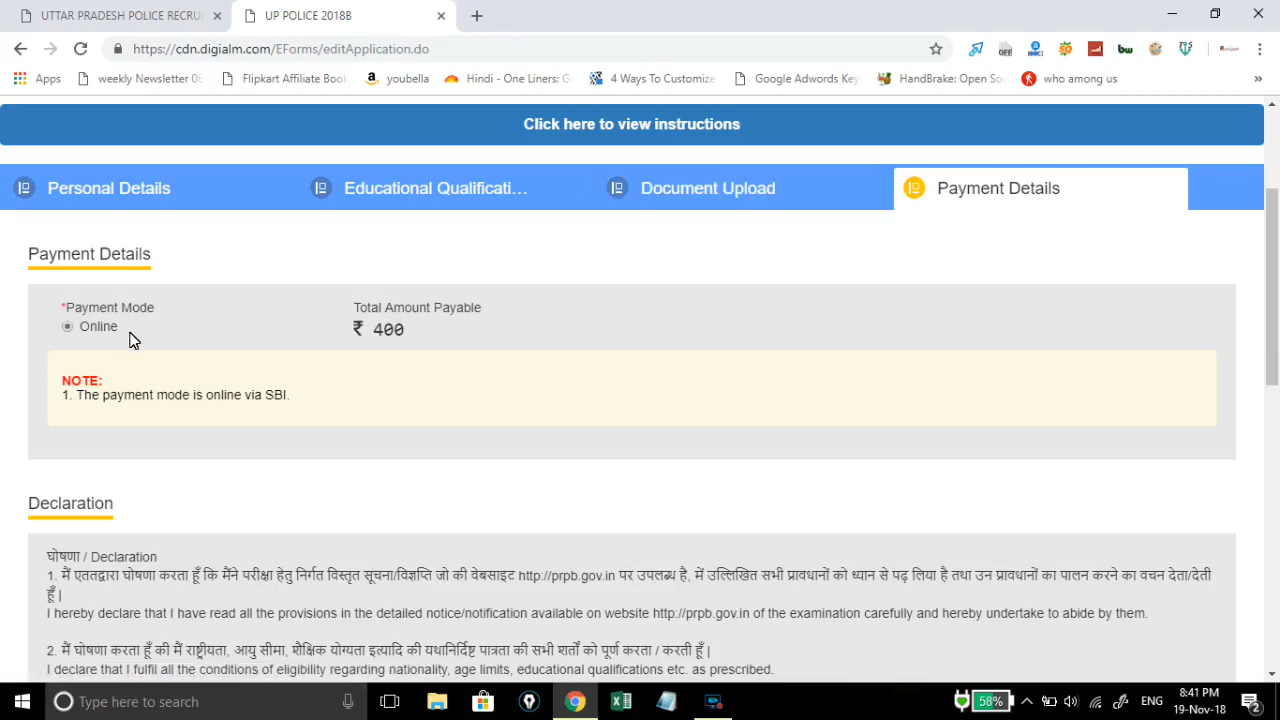 UTTAR PRADESH POLICE RECRU
UP POLICE 2018B
https://cdn.digialm.com/EForms/editApplication.do
Apps
weekly Newsletter 06
Flipkart Affiliate Book
youbella
Hindi - One Liners: G
4 Ways To Customize
Google Adwords Key
HandBrake: Open So
who among us
Click here to view instructions
Personal Details
Educational Qualificati...
Document Upload
Payment Details
Payment Details
*Payment Mode
Total Amount Payable
Online
₹ 400
NOTE:
1. The payment mode is online via SBI.
Declaration
घोषणा / Declaration
1. मैं एततद्वारा घोषणा करता हूँ कि मैंने परीक्षा हेतु निर्गत विस्तृत सूचना/विज्ञप्ति जो की वेबसाइट http://prpb.gov.in पर उपलब्ध है, में उल्लिखित सभी प्रावधानों को ध्यान से पढ़ लिया है तथा उन प्रावधानों का पालन करने का वचन देता/देती
हूँ |
I hereby declare that I have read all the provisions in the detailed notice/notification available on website http://prpb.gov.in of the examination carefully and hereby undertake to abide by them.
2. मैं घोषणा करता हूँ की मैं राष्ट्रीयता, आयु सीमा, शैक्षिक योग्यता इत्यादि की यथानिर्दिष्ट पात्रता की सभी शर्तों को पूर्ण करता / करती हूँ |
I declare that I fulfil all the conditions of eligibility regarding nationality, age limits, educational qualifications etc. as prescribed.
Type here to search
58%
ENG
8:41 PM
19-Nov-18
2